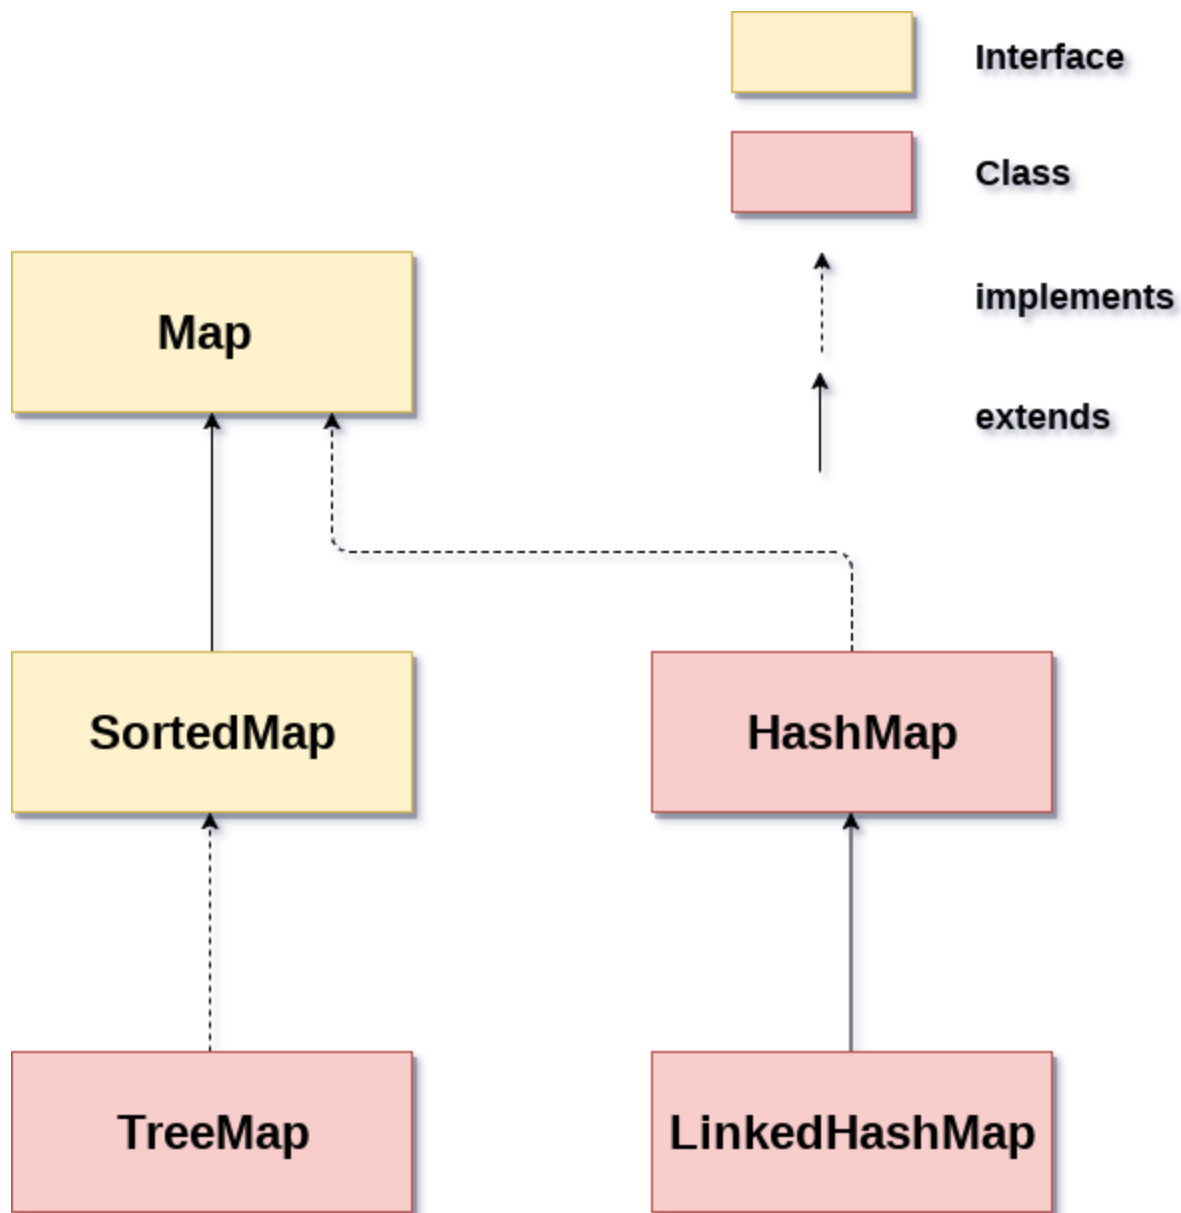 Interface
Class
implements
extends
Map
SortedMap
HashMap
TreeMap
LinkedHashMap